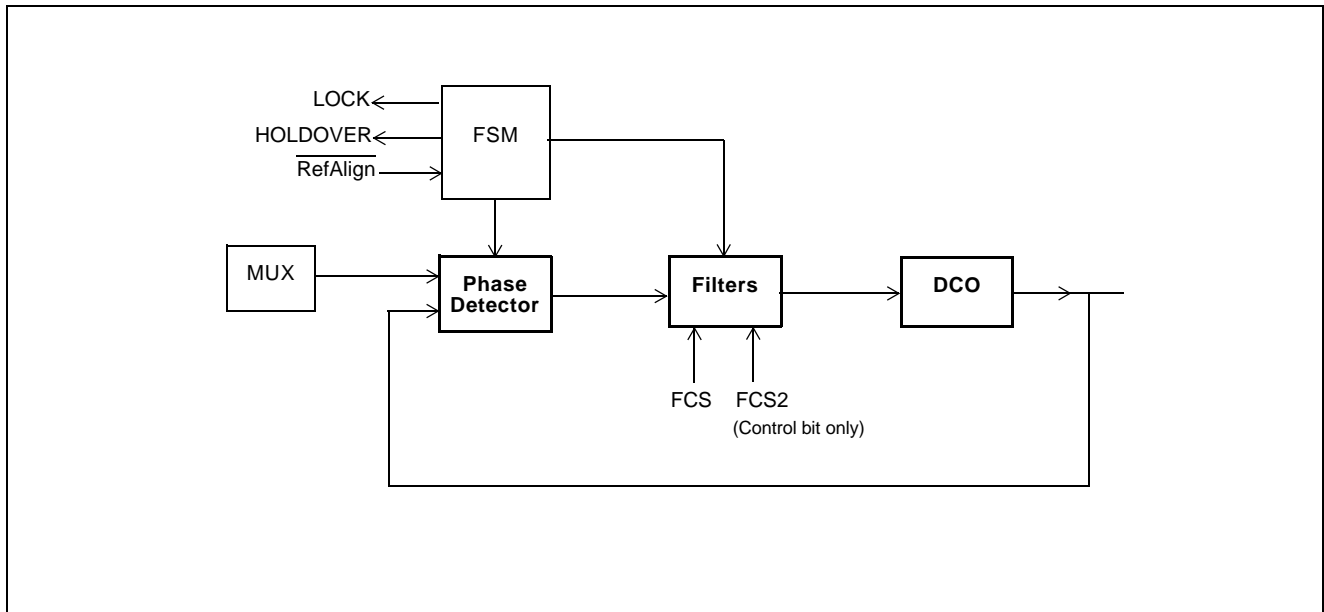 LOCK
HOLDOVER
FSM
RefAlign
MUX
Phase
Detector
Filters
DCO
FCS
FCS2
(Control bit only)